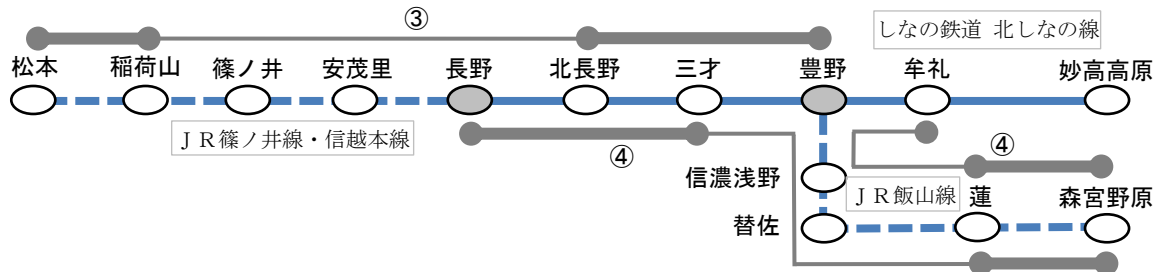 ③
しなの鉄道 北しなの線
松本 稲荷山 篠ノ井 安茂里 長野 北長野 三才 豊野 牟礼 妙高高原
ＪＲ篠ノ井線・信越本線
④
④
信濃浅野
ＪＲ飯山線
蓮 森宮野原
替佐